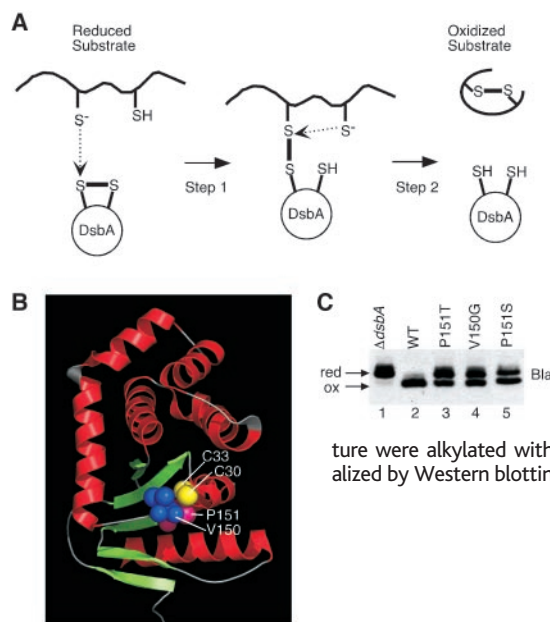 A
Reduced
Substrate
Oxidized
Substrate
S-
SH
S
S-
S
S
S-S
S-S
SH
SH SH
Step 1
Step 2
DsbA
DsbA
DsbA
B
C33
C30
P151
V150
C
ΔdsbA
WT
P151T
V150G
P151S
red
ox
Bla
1 2 3 4 5
ture were alkylated with
alized by Western blottin